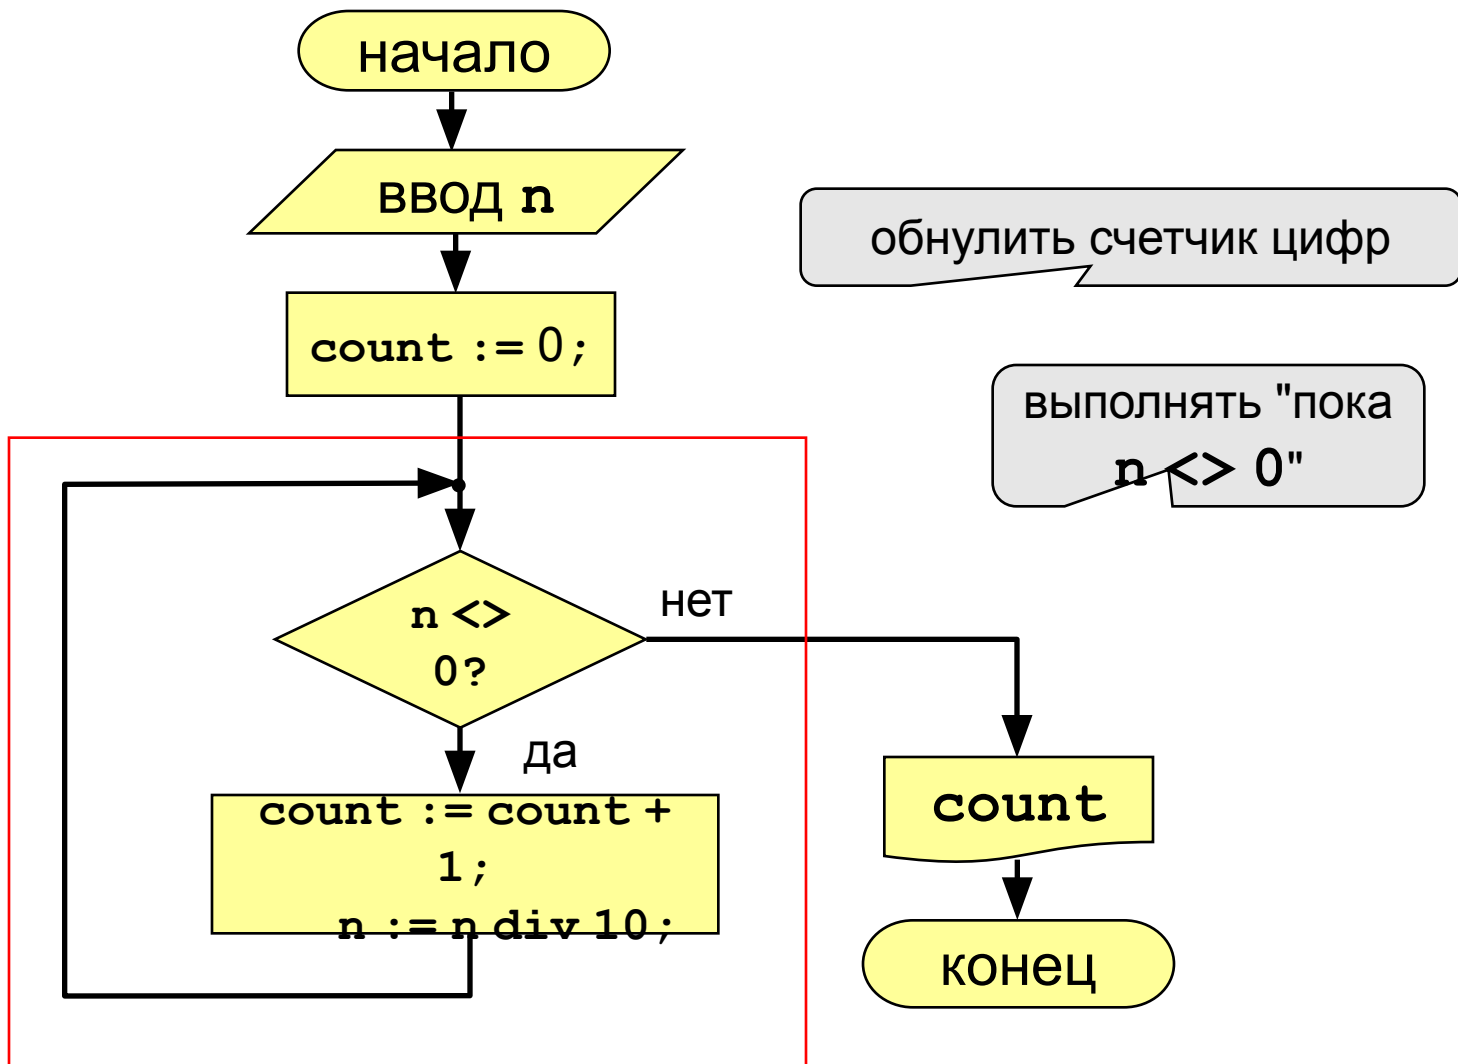 начало
ввод n
обнулить счетчик цифр
count := 0;
выполнять "пока
n <> 0"
n <>
0?
нет
да
count := count +
1;
n := n div 10;
count
конец